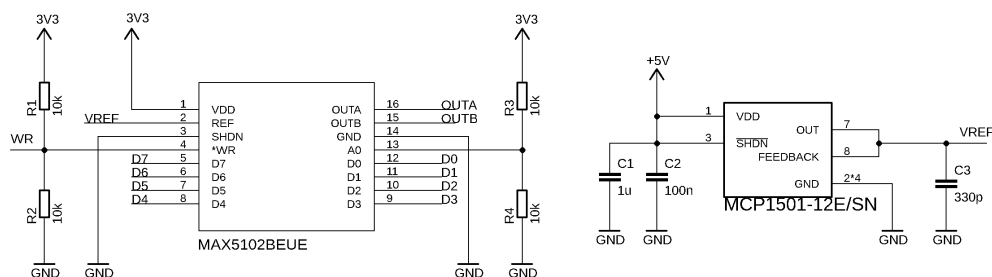 3V3
3V3
3V3
+5V
R1
10k
R3
10k
1 VDD OUTA 16 OUTA
VREF 2 REF OUTB 15 OUTB
3 SHDN GND 14
WR 4 *WR A0 13
D7 5 D7 D0 12 D0
D6 6 D6 D1 11 D1
D5 7 D5 D2 10 D2
D4 8 D4 D3 9 D3
R2
10k
R4
10k
MAX5102BEUE
GND
GND
GND
GND
1 VDD
OUT 7
3 SHDN
VREF
FEEDBACK 8
GND 2*4
C1
1u
C2
100n
C3
330p
MCP1501-12E/SN
GND
GND
GND
GND